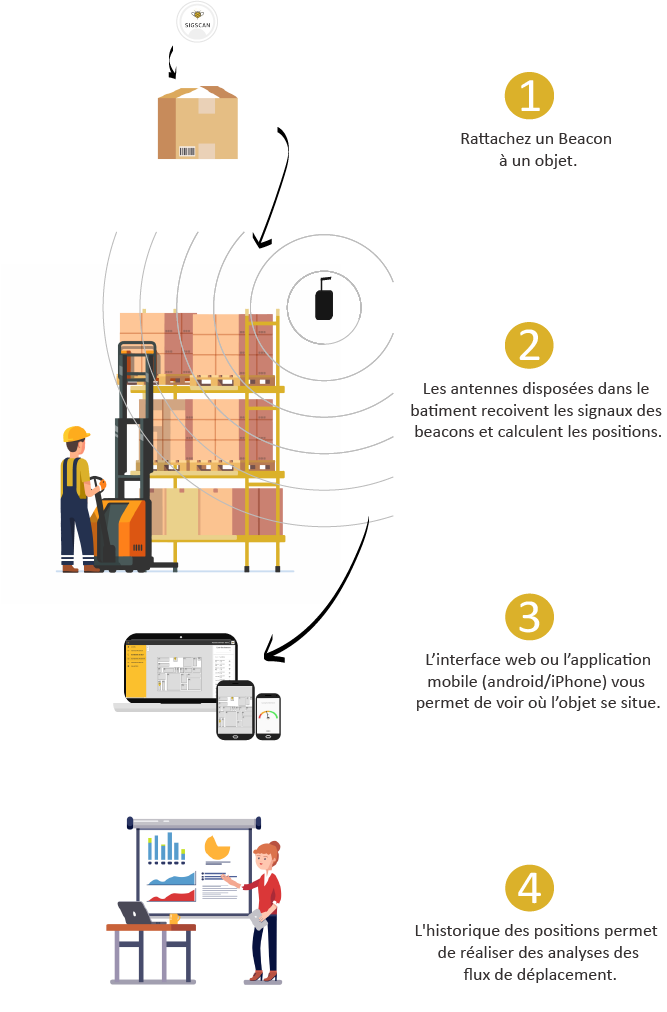 SIGSCAN
1
Rattachez un Beacon
à un objet.
2
Les antennes disposées dans le
batiment recoivent les signaux des
beacons et calculent les positions.
3
L’interface web ou l’application
mobile (android/iPhone) vous
permet de voir où l’objet se situe.
4
L'historique des positions permet
de réaliser des analyses des
flux de déplacement.